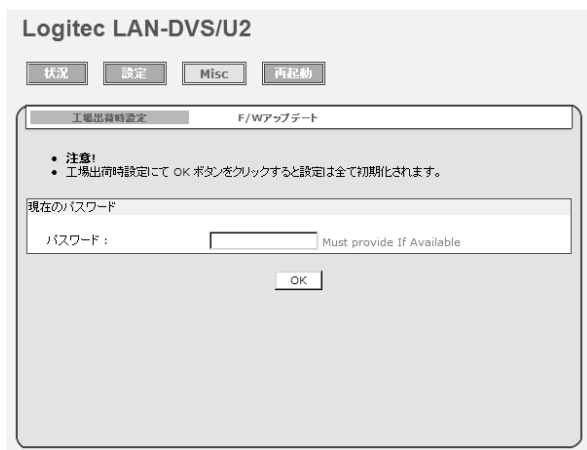 Logitec LAN-DVS/U2
状況 設定 Misc 再起動
工場出荷時設定 F/Wアップデート
• 注意!
• 工場出荷時設定にて OK ボタンをクリックすると設定は全て初期化されます。
現在のパスワード
パスワード : Must provide If Available
OK